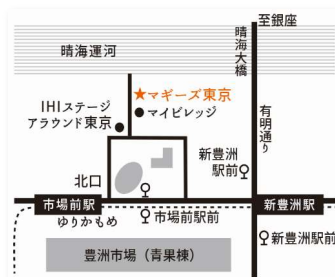 至銀座
晴海運河
晴海大橋
★マギーズ東京
IHIステージ
アラウンド東京
マイビレッジ
有明通り
新豊洲
駅前
北口
市場前駅
新豊洲駅
ゆりかもめ
市場前駅前
新豊洲駅前
豊洲市場（青果棟）